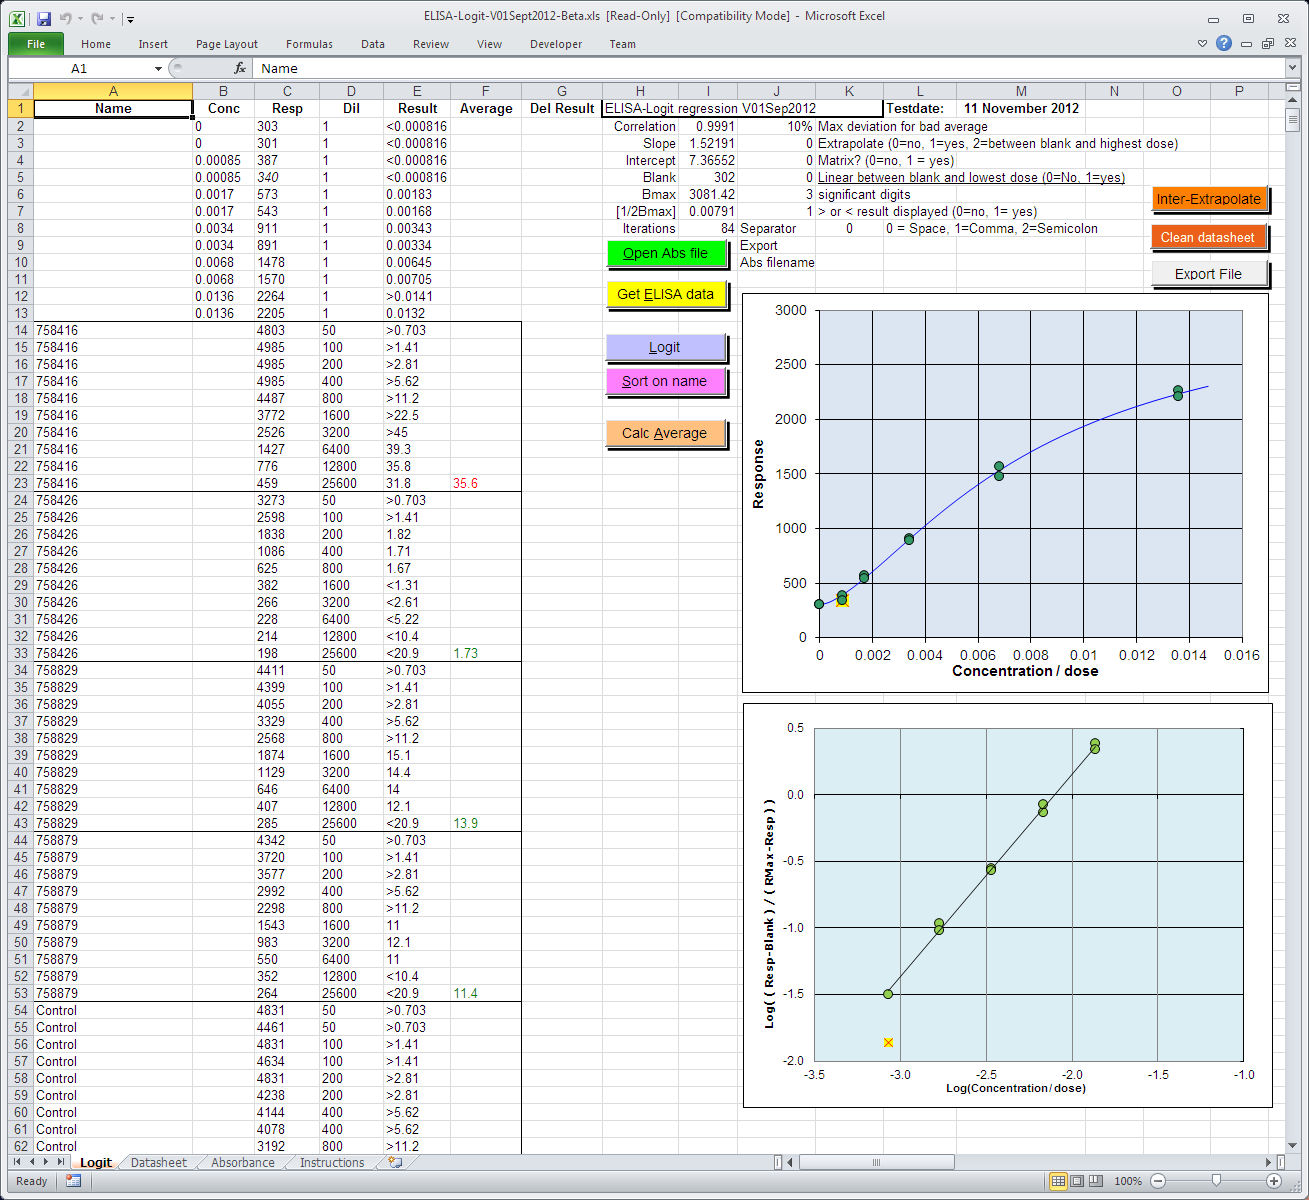 ELISA-Logit-V01Sept2012-Beta.xls [Read-Only] [Compatibility Mode] - Microsoft Excel
File Home Insert Page Layout Formulas Data Review View Developer Team
A1 fx Name
A B C D E F G H I J K L M N O P
1 Name Conc Resp Dil Result Average Del Result ELISA-Logit regression V01Sep2012 Testdate: 11 November 2012
2 0 303 1 <0.000816 Correlation 0.9991 10% Max deviation for bad average
3 0 301 1 <0.000816 Slope 1.52191 0 Extrapolate (0=no, 1=yes, 2=between blank and highest dose)
4 0.00085 387 1 <0.000816 Intercept 7.36552 0 Matrix? (0=no, 1 = yes)
5 0.00085 340 1 <0.000816 Blank 302 0 Linear between blank and lowest dose (0=No, 1=yes)
6 0.0017 573 1 0.00183 Bmax 3081.42 3 significant digits
7 0.0017 543 1 0.00168 [1/2Bmax] 0.00791 1 > or < result displayed (0=no, 1= yes)
8 0.0034 911 1 0.00343 Iterations 84 Separator 0 0 = Space, 1=Comma, 2=Semicolon
9 0.0034 891 1 0.00334 Export
10 0.0068 1478 1 0.00645 Abs filename
11 0.0068 1570 1 0.00705
12 0.0136 2264 1 >0.0141
13 0.0136 2205 1 0.0132
14 758416 4803 50 >0.703
15 758416 4985 100 >1.41
16 758416 4985 200 >2.81
17 758416 4985 400 >5.62
18 758416 4487 800 >11.2
19 758416 3772 1600 >22.5
20 758416 2526 3200 >45
21 758416 1427 6400 39.3
22 758416 776 12800 35.8
23 758416 459 25600 31.8 35.6
24 758426 3273 50 >0.703
25 758426 2598 100 >1.41
26 758426 1838 200 1.82
27 758426 1086 400 1.71
28 758426 625 800 1.67
29 758426 382 1600 <1.31
30 758426 266 3200 <2.61
31 758426 228 6400 <5.22
32 758426 214 12800 <10.4
33 758426 198 25600 <20.9 1.73
34 758829 4411 50 >0.703
35 758829 4399 100 >1.41
36 758829 4055 200 >2.81
37 758829 3329 400 >5.62
38 758829 2568 800 >11.2
39 758829 1874 1600 15.1
40 758829 1129 3200 14.4
41 758829 646 6400 14
42 758829 407 12800 12.1
43 758829 285 25600 <20.9 13.9
44 758879 4342 50 >0.703
45 758879 3720 100 >1.41
46 758879 3577 200 >2.81
47 758879 2992 400 >5.62
48 758879 2298 800 >11.2
49 758879 1543 1600 11
50 758879 983 3200 12.1
51 758879 550 6400 11
52 758879 352 12800 <10.4
53 758879 264 25600 <20.9 11.4
54 Control 4831 50 >0.703
55 Control 4461 50 >0.703
56 Control 4831 100 >1.41
57 Control 4634 100 >1.41
58 Control 4831 200 >2.81
59 Control 4238 200 >2.81
60 Control 4144 400 >5.62
61 Control 4078 400 >5.62
62 Control 3192 800 >11.2
Open Abs file
Get ELISA data
Logit
Sort on name
Calc Average
Inter-Extrapolate
Clean datasheet
Export File
3000
2500
2000
1500
1000
500
0
Response
0 0.002 0.004 0.006 0.008 0.01 0.012 0.014 0.016
Concentration / dose
0.5
0.0
-0.5
-1.0
-1.5
-2.0
Log( ( Resp-Blank ) / ( RMax-Resp ) )
-3.5 -3.0 -2.5 -2.0 -1.5 -1.0
Log(Concentration/dose)
Logit Datasheet Absorbance Instructions
Ready 100%